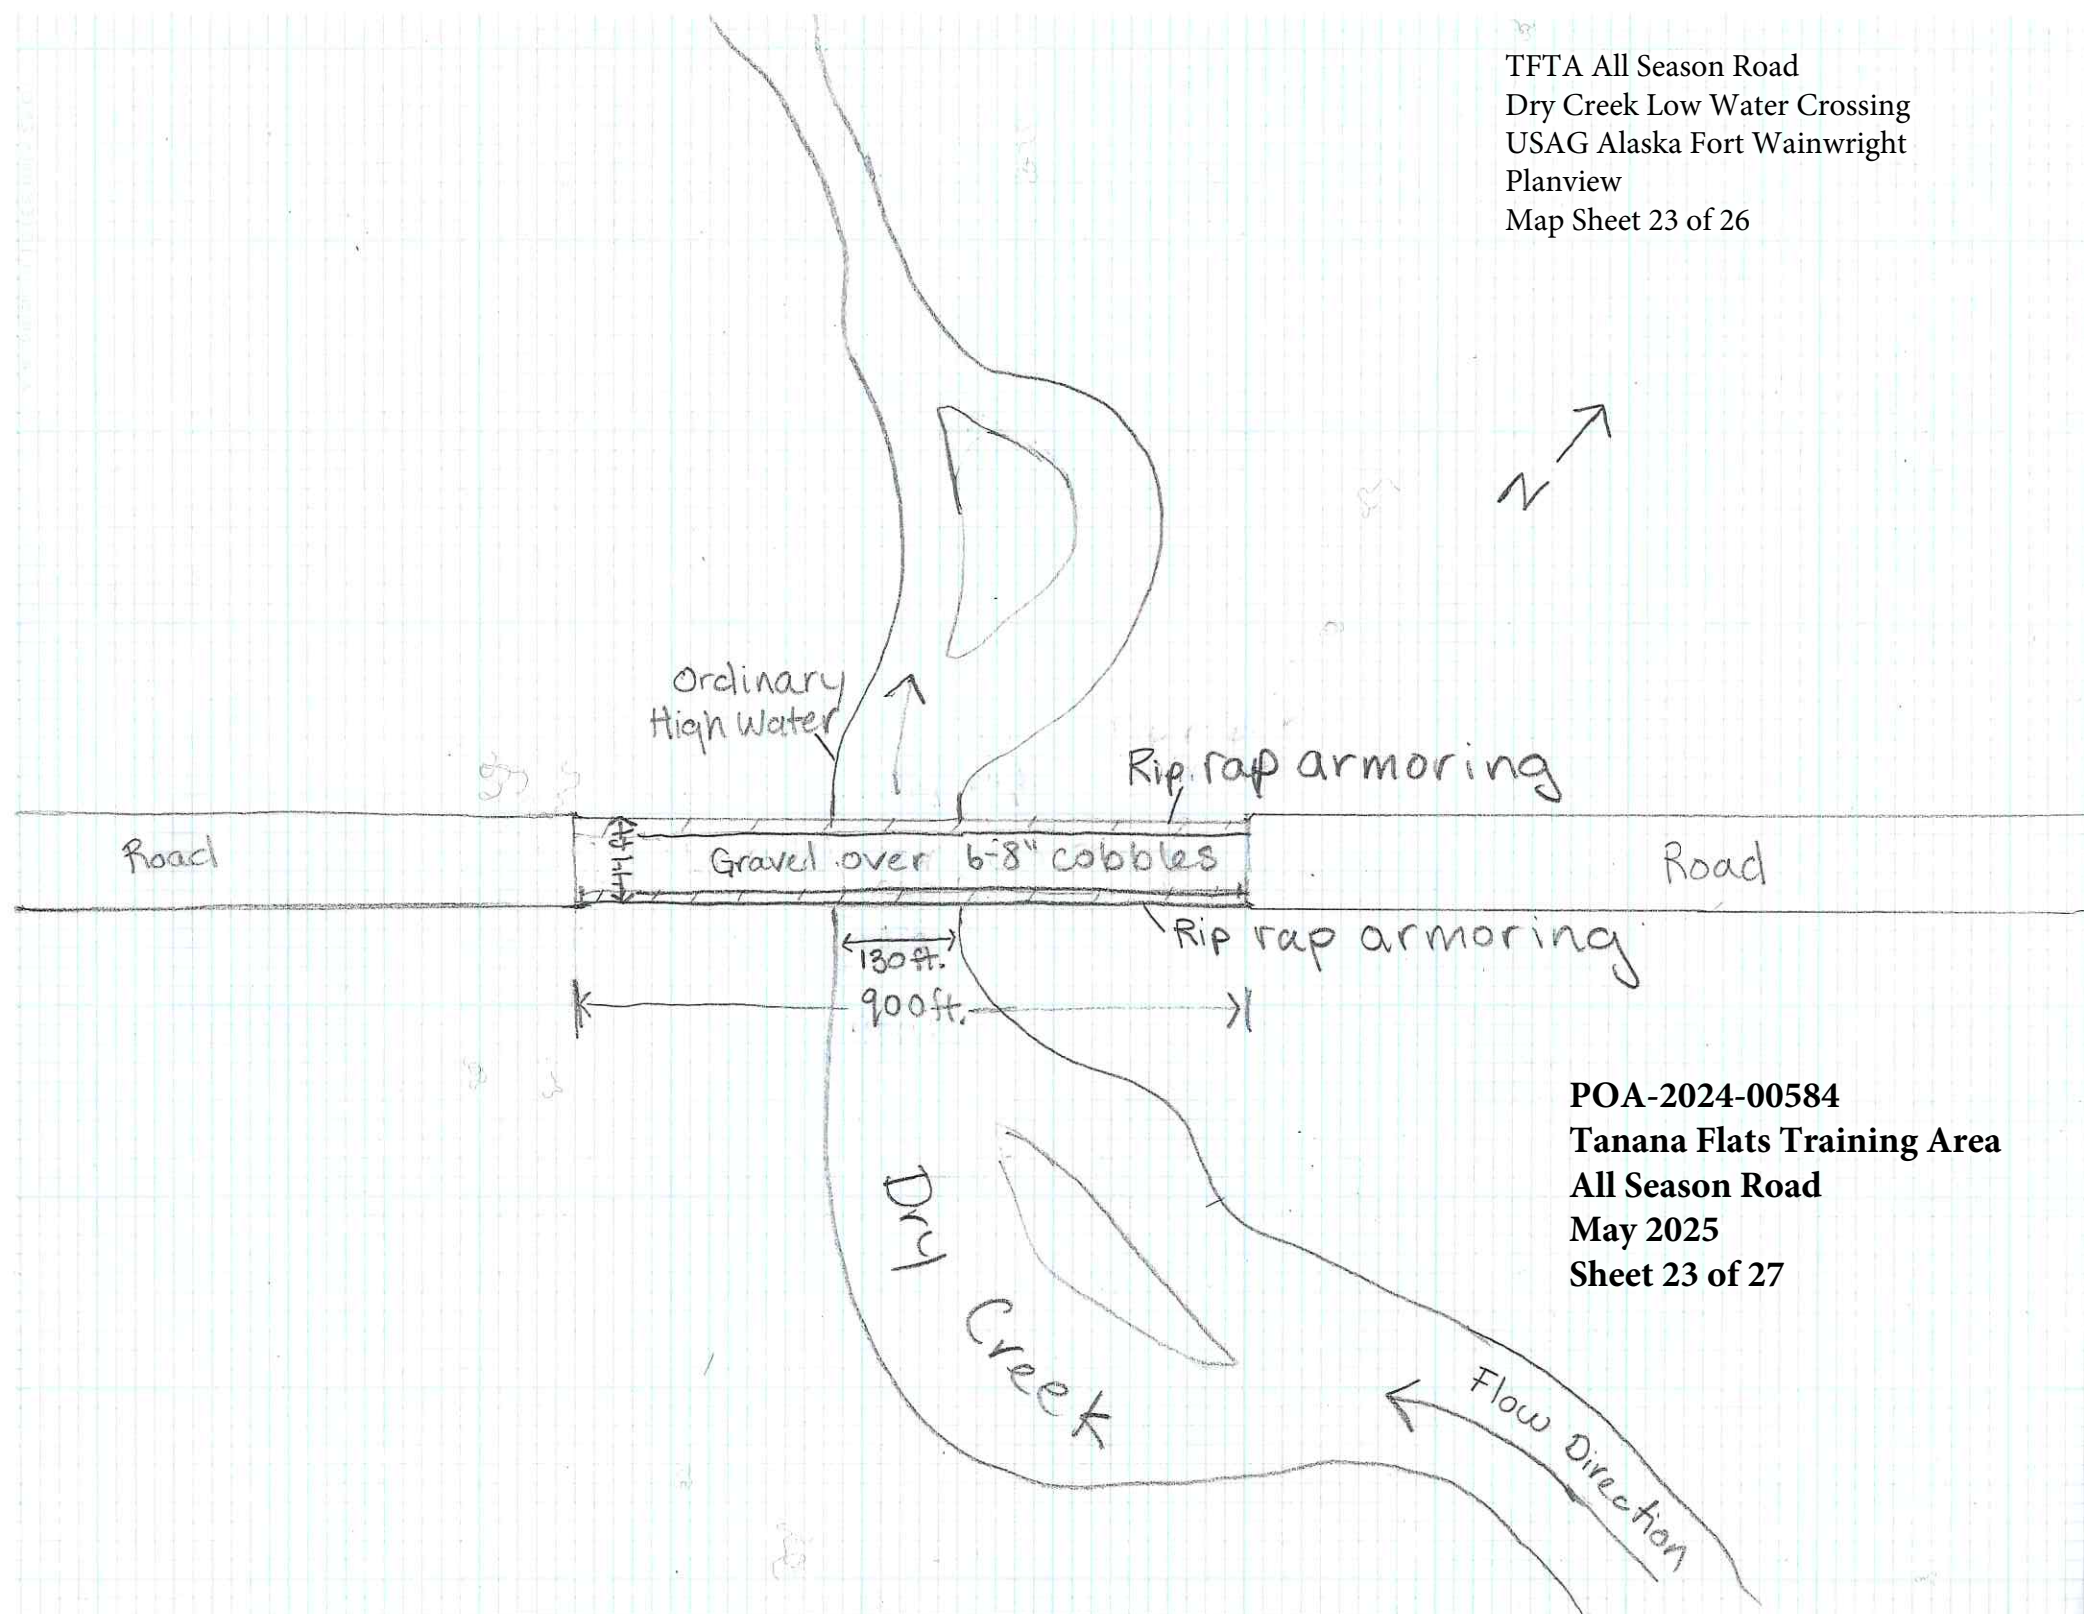 TFTA All Season Road
Dry Creek Low Water Crossing
USAG Alaska Fort Wainwright
Planview
Map Sheet 23 of 26
N
Ordinary
High Water
Rip rap armoring
Road
Gravel over 6-8" cobbles
Road
Rip rap armoring
130 ft.
900 ft.
POA-2024-00584
Tanana Flats Training Area
All Season Road
May 2025
Sheet 23 of 27
Dry Creek
Flow Direction